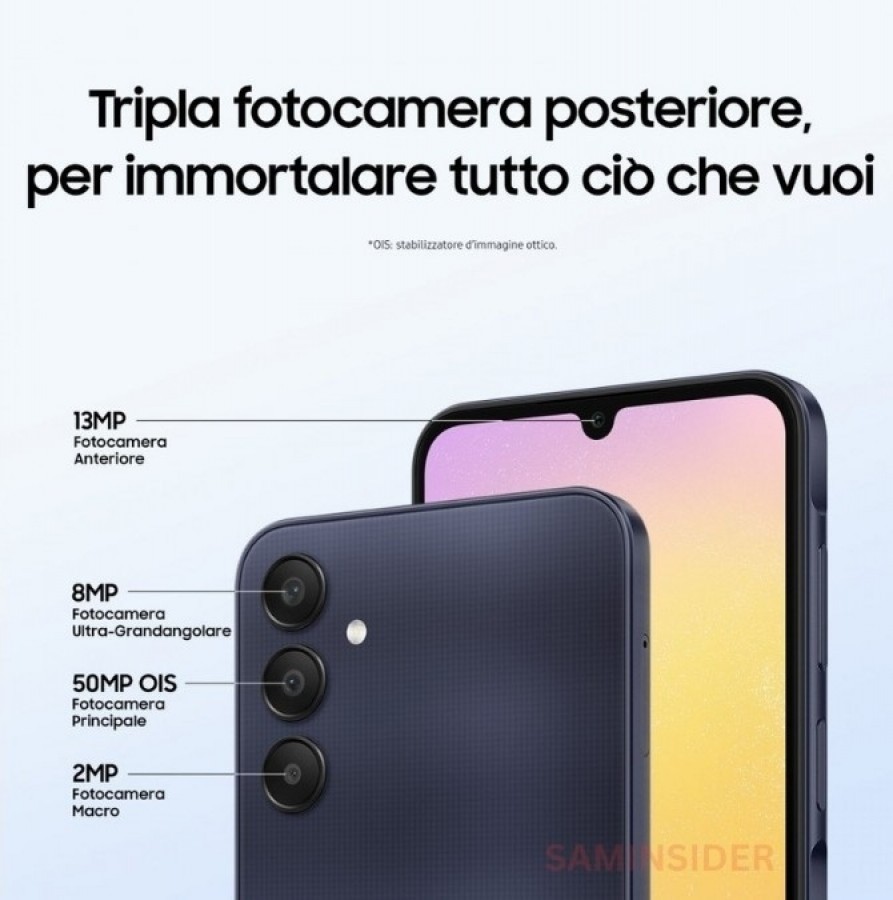 Tripla fotocamera posteriore,
per immortalare tutto ciò che vuoi
*OIS: stabilizzatore d'immagine ottico.
13MP
Fotocamera
Anteriore
8MP
Fotocamera
Ultra-Grandangolare
50MP OIS
Fotocamera
Principale
2MP
Fotocamera
Macro
SAMINSIDER